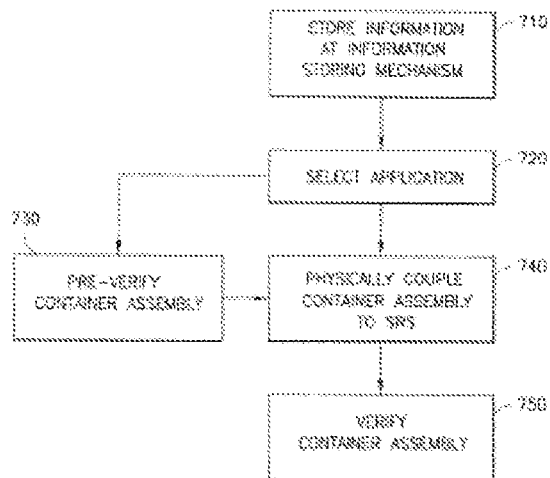 710
STORE INFORMATION
AT INFORMATION
STORING MECHANISM
720
SELECT APPLICATION
730
PRE-VERIFY
CONTAINER ASSEMBLY
740
PHYSICALLY COUPLE
CONTAINER ASSEMBLY
TO SRS
750
VERIFY
CONTAINER ASSEMBLY